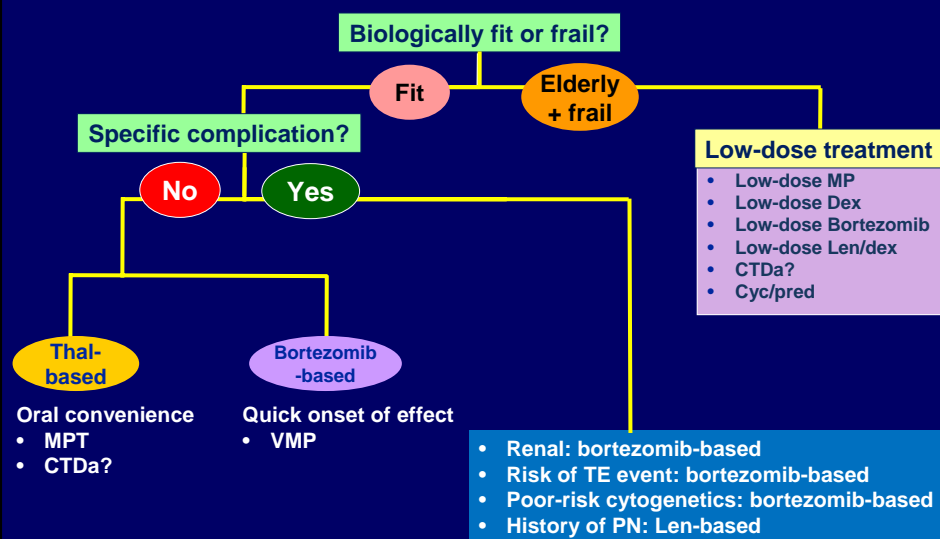 Biologically fit or frail?
Fit
Elderly
+ frail
Specific complication?
No
Yes
Low-dose treatment
• Low-dose MP
• Low-dose Dex
• Low-dose Bortezomib
• Low-dose Len/dex
• CTDa?
• Cyc/pred
Thal-
based
Bortezomib
-based
Oral convenience
• MPT
• CTDa?
Quick onset of effect
• VMP
• Renal: bortezomib-based
• Risk of TE event: bortezomib-based
• Poor-risk cytogenetics: bortezomib-based
• History of PN: Len-based